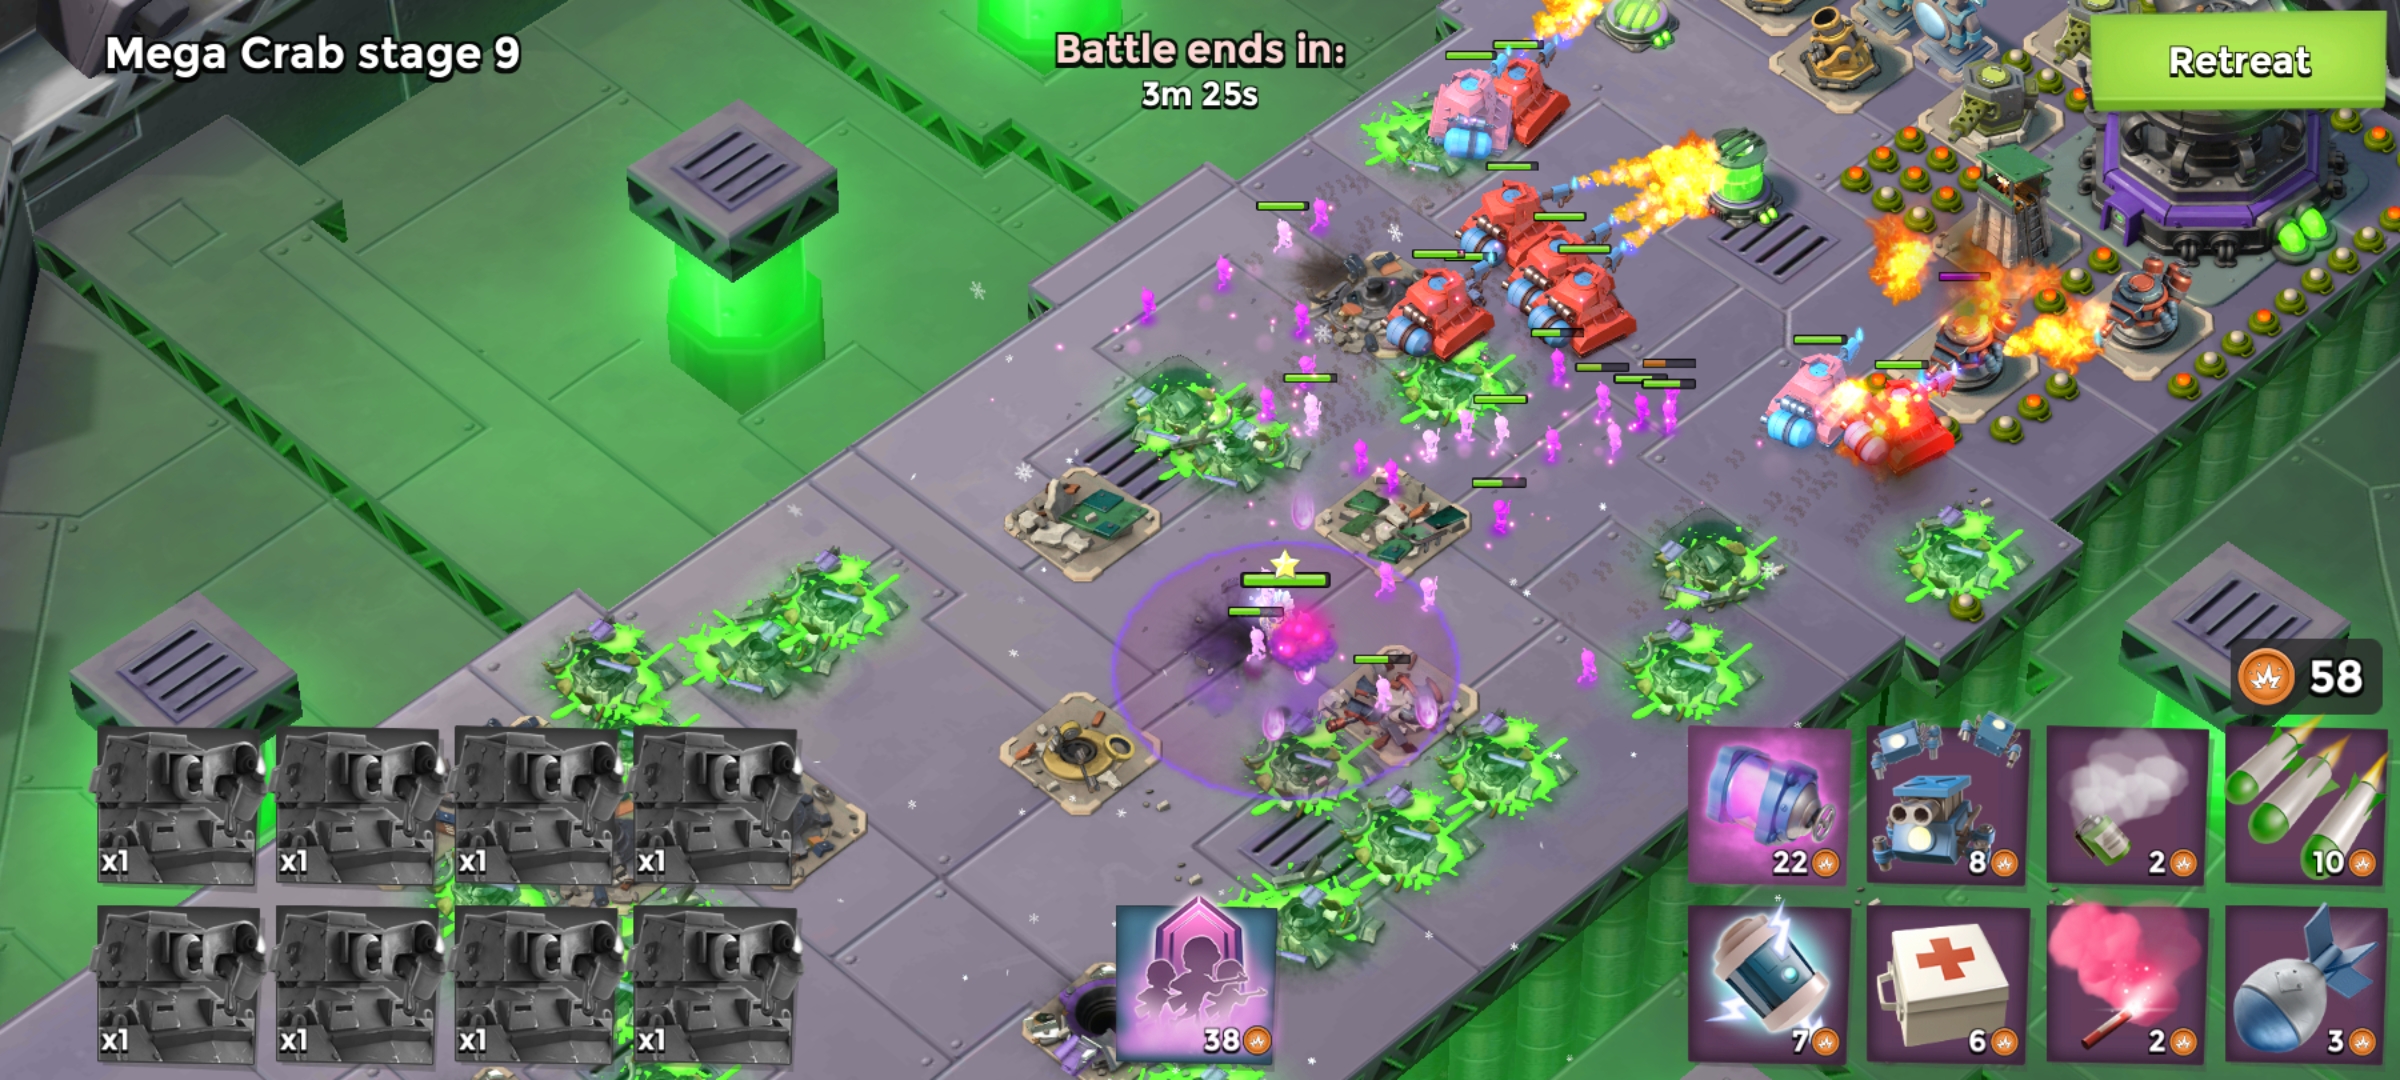 Mega Crab stage 9
Battle ends in:
3m 25s
Retreat
58
x1
x1
x1
x1
22
8
2
10
x1
x1
x1
x1
38
7
6
2
3